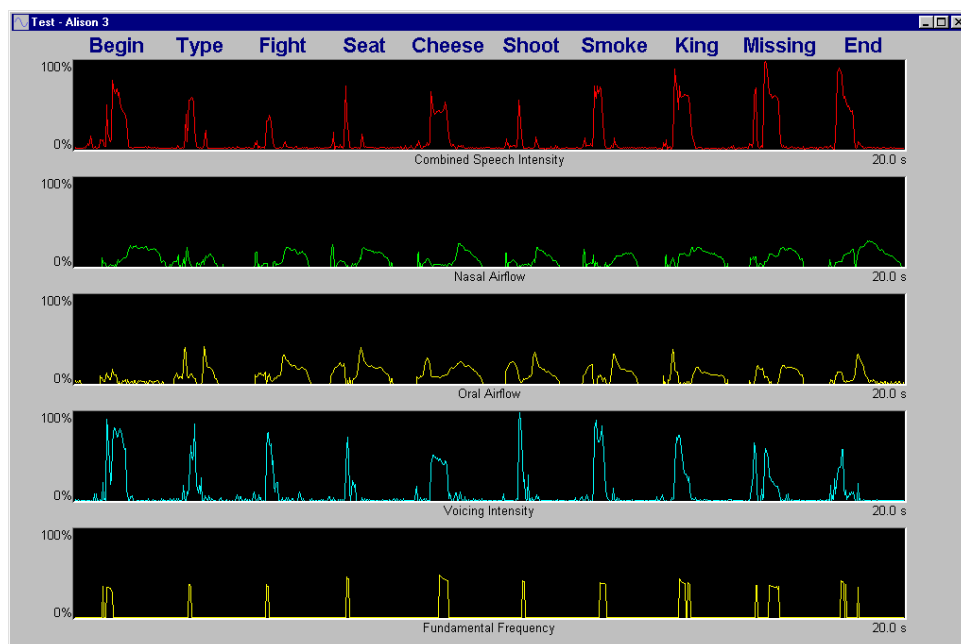 Test - Alison 3
Begin Type Fight Seat Cheese Shoot Smoke King Missing End
100%
0%
Combined Speech Intensity 20.0 s
100%
0%
Nasal Airflow 20.0 s
100%
0%
Oral Airflow 20.0 s
100%
0%
Voicing Intensity 20.0 s
100%
0%
Fundamental Frequency 20.0 s